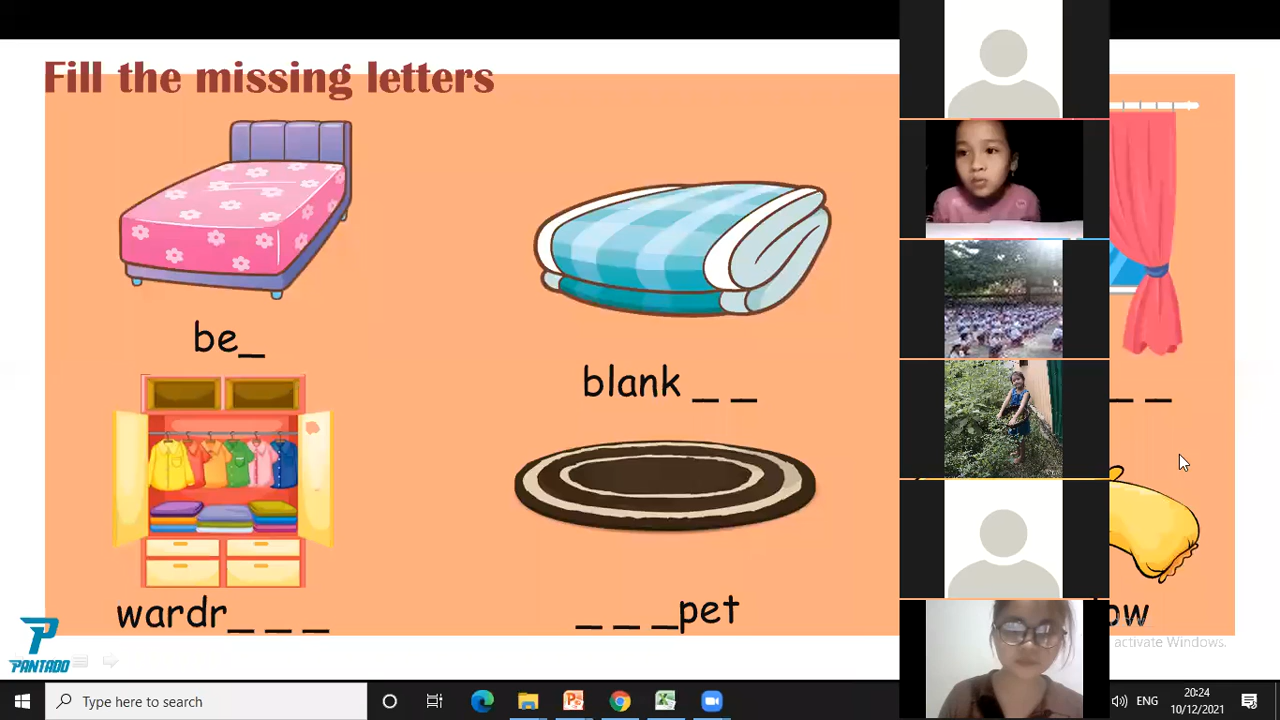 Fill the missing letters
be_
blank _ _
_ _
wardr_ _ _
_ _ _pet
ow
PANTADO
activate Windows.
Type here to search
ENG
20:24
10/12/2021